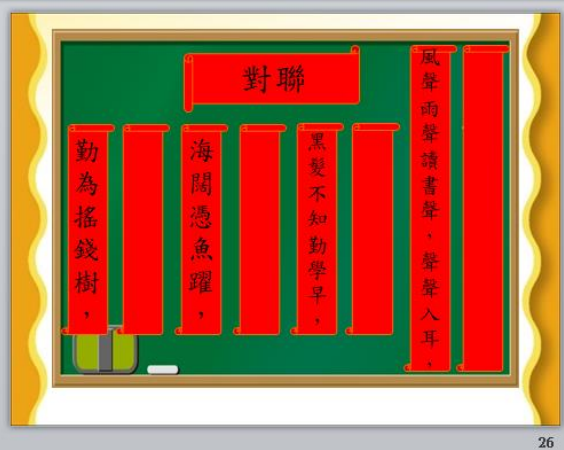 對聯
風聲雨聲讀書聲，聲聲入耳，
黑髮不知勤學早，
海闊憑魚躍，
勤為搖錢樹，
26